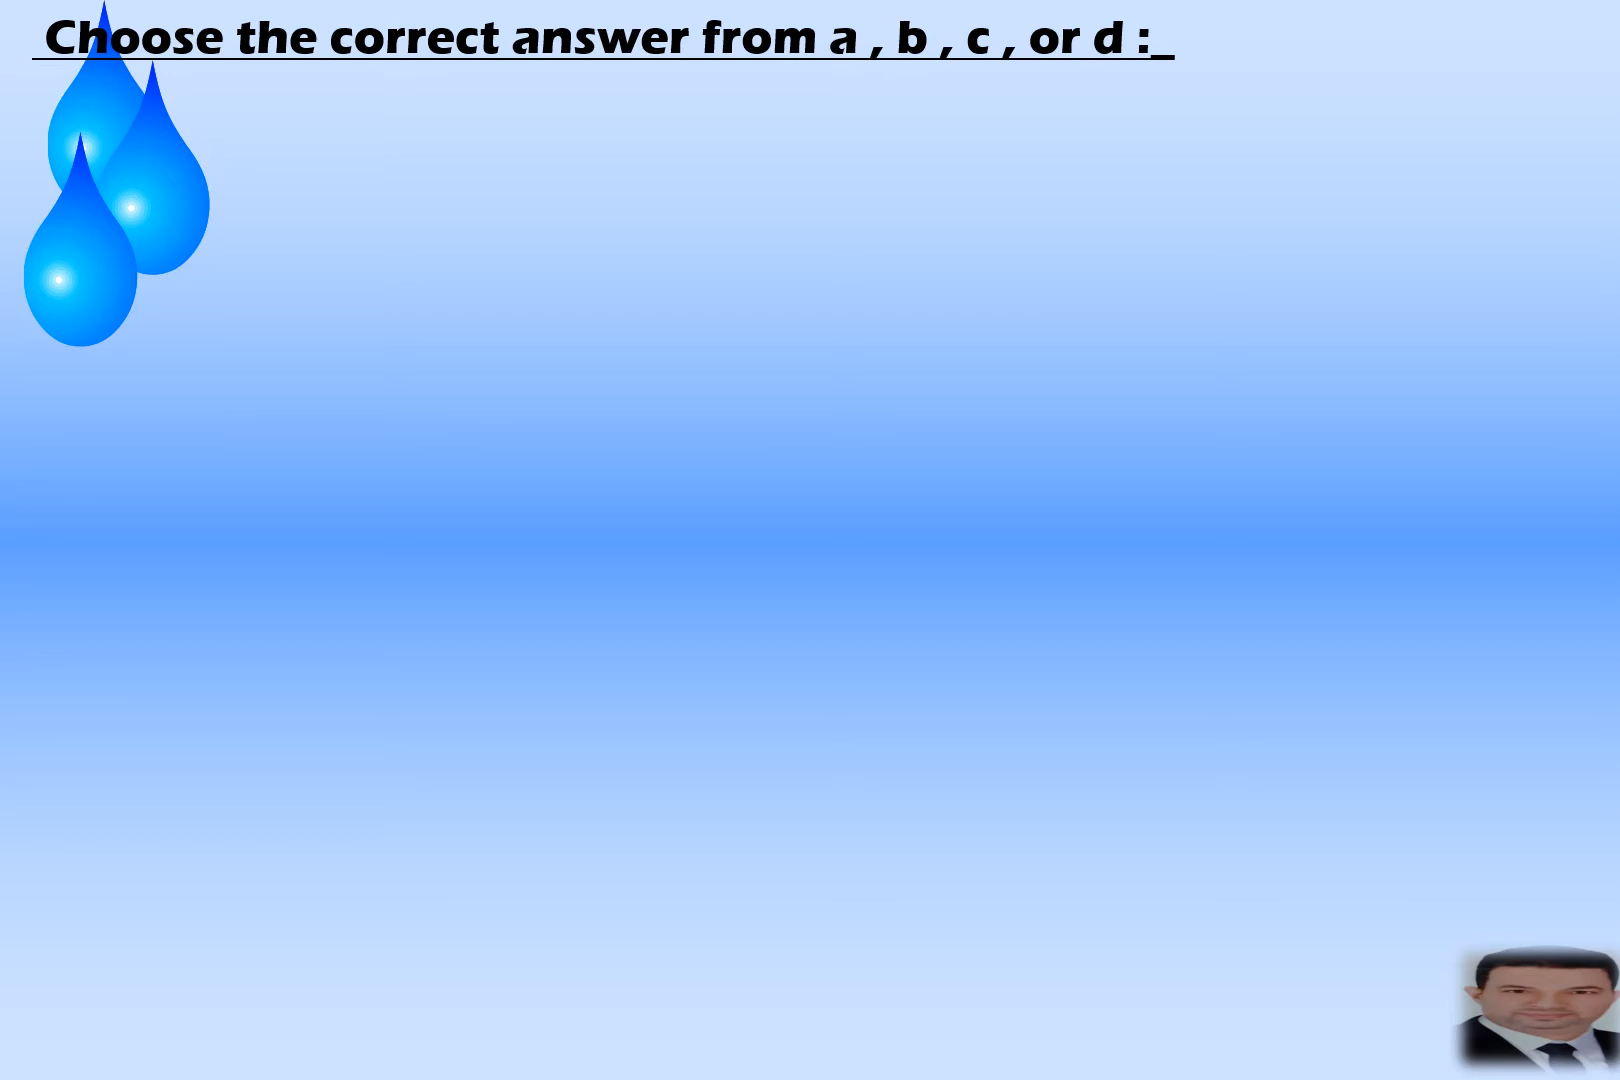 Choose the correct answer from a , b , c , or d :_